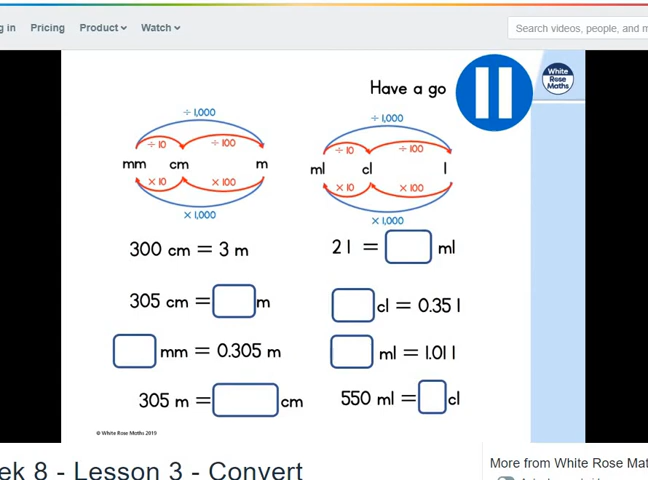 g in Pricing Product Watch Search videos, people, and m
Have a go
White Rose Maths
÷ 1,000
÷ 10 ÷ 100
mm cm m
× 10 × 100
× 1,000
÷ 1,000
÷ 10 ÷ 100
ml cl l
× 10 × 100
× 1,000
300 cm = 3 m
2 l = ml
305 cm = m
cl = 0.35 l
mm = 0.305 m
ml = 1.01 l
305 m = cm
550 ml = cl
© White Rose Maths 2019
ek 8 - Lesson 3 - Convert
More from White Rose Mat